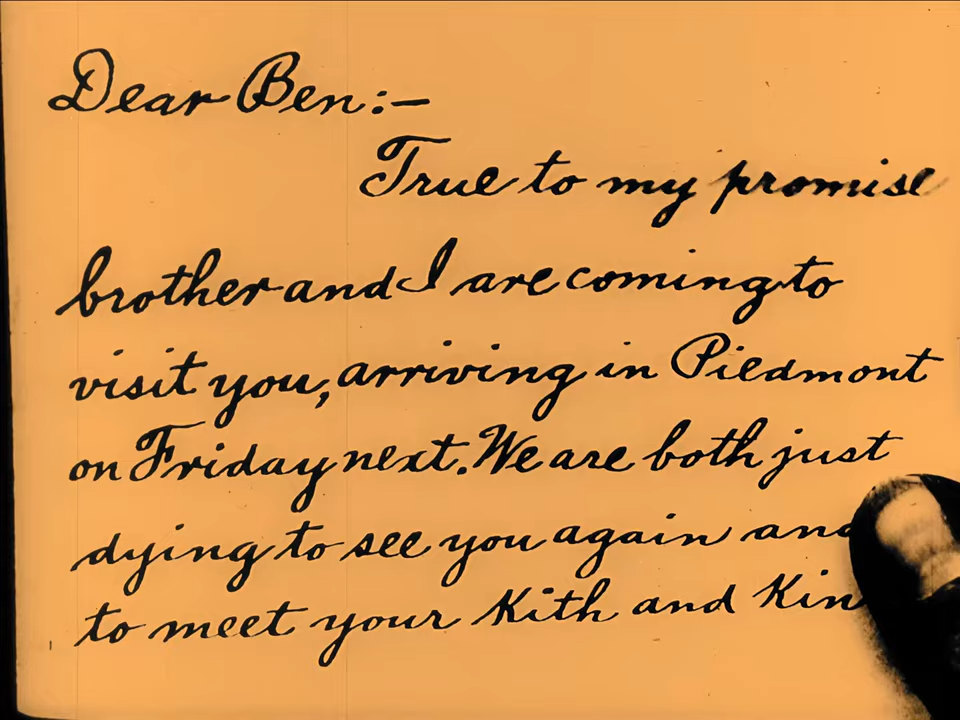 Dear Ben:—
True to my promise
brother and I are coming to
visit you, arriving in Piedmont
on Friday next. We are both just
dying to see you again and
to meet your Kith and Kin